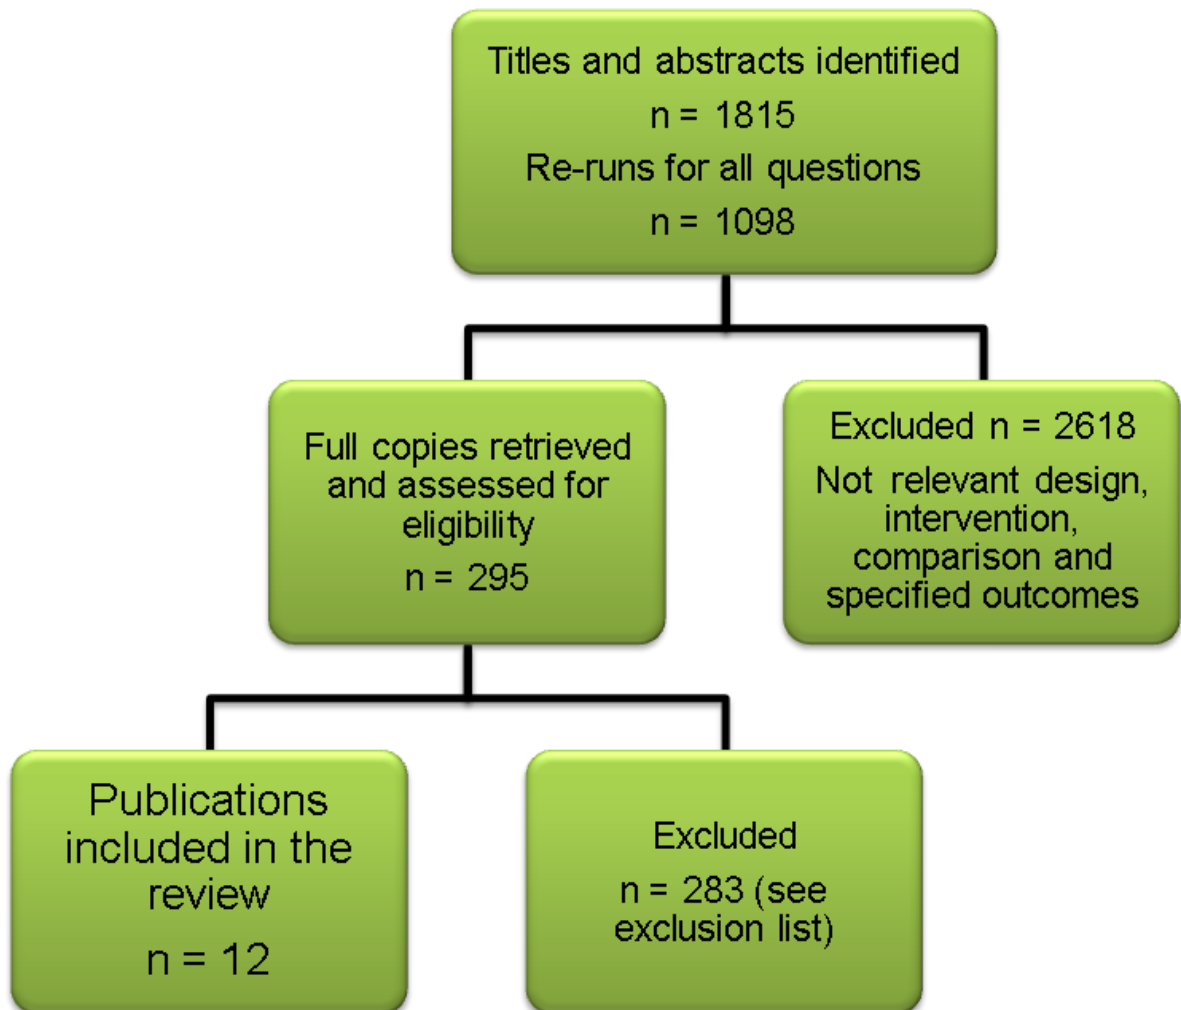 Titles and abstracts identified
n = 1815
Re-runs for all questions
n = 1098
Full copies retrieved
and assessed for
eligibility
n = 295
Excluded n = 2618
Not relevant design,
intervention,
comparison and
specified outcomes
Publications
included in the
review
n = 12
Excluded
n = 283 (see
exclusion list)